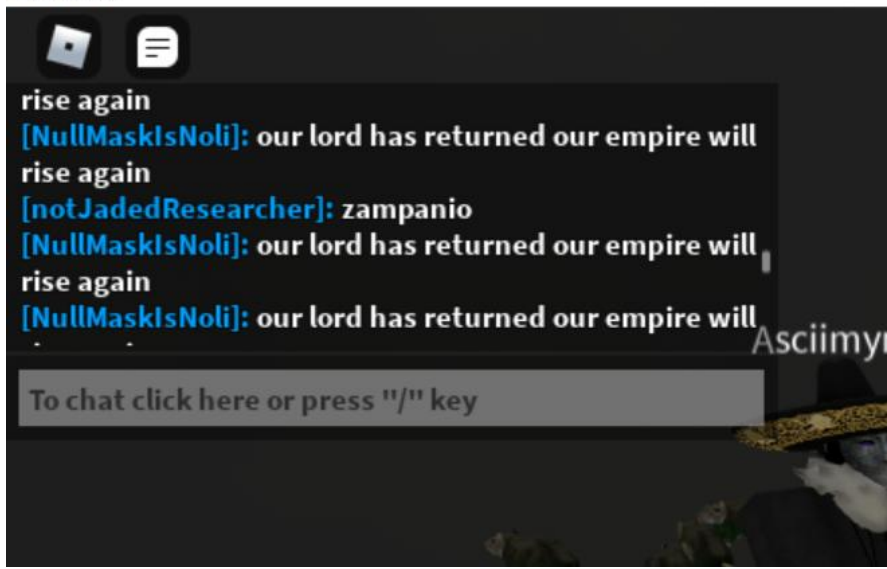 rise again
[NullMaskIsNoli]: our lord has returned our empire will
rise again
[notJadedResearcher]: zampanio
[NullMaskIsNoli]: our lord has returned our empire will
rise again
[NullMaskIsNoli]: our lord has returned our empire will
Asciimyr
To chat click here or press "/" key